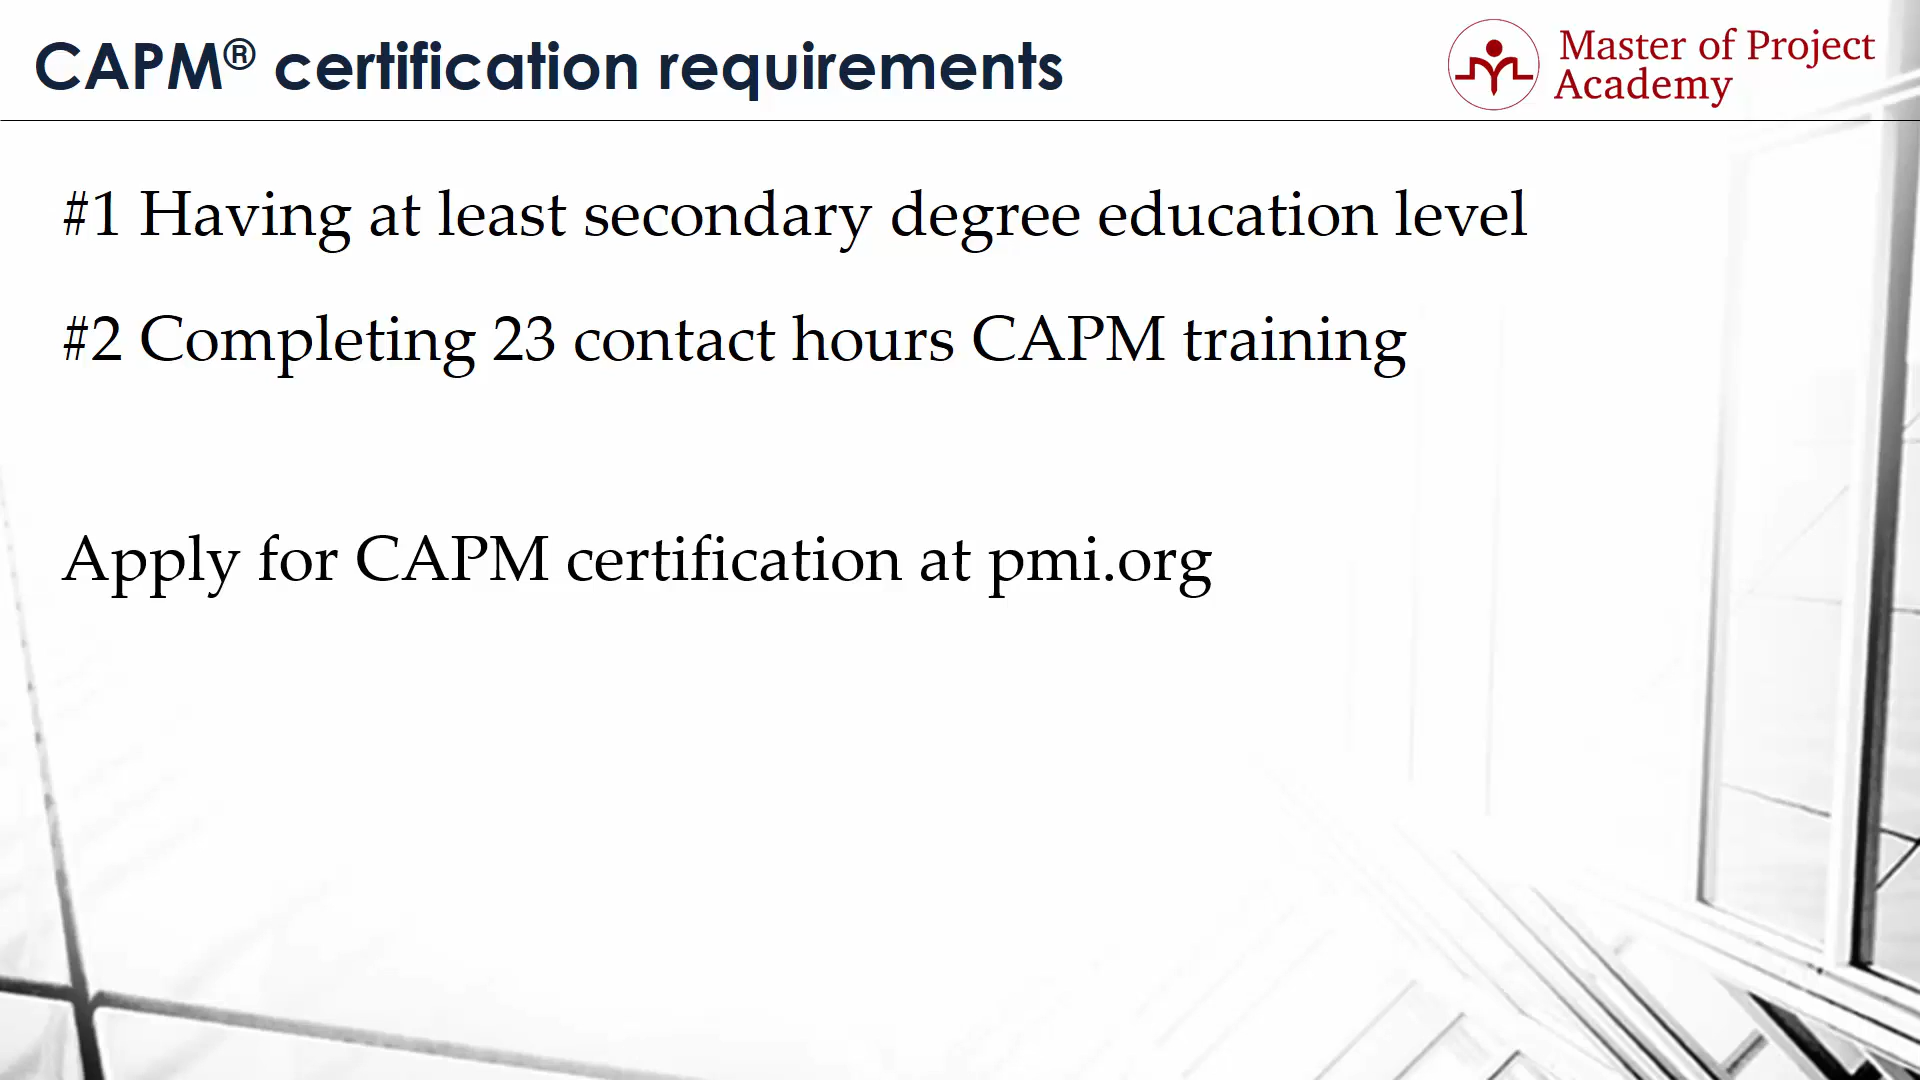 CAPM® certification requirements
Master of Project
Academy
#1 Having at least secondary degree education level
#2 Completing 23 contact hours CAPM training
Apply for CAPM certification at pmi.org